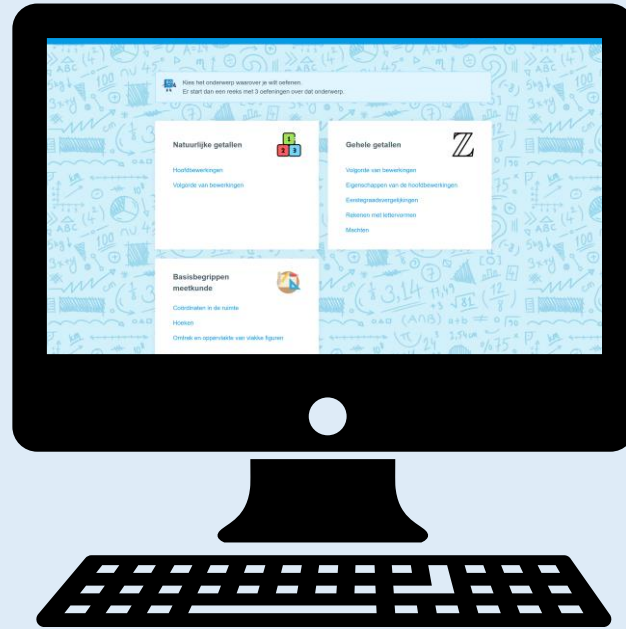 Kies het onderwerp waarover je wilt oefenen.
Er start dan een reeks met 3 oefeningen over dat onderwerp.
Natuurlijke getallen
Hoofdbewerkingen
Volgorde van bewerkingen
Gehele getallen
Volgorde van bewerkingen
Eigenschappen van de hoofdbewerkingen
Eerstegraadsvergelijkingen
Rekenen met lettervormen
Machten
Basisbegrippen
meetkunde
Coördinaten in de ruimte
Hoeken
Omtrek en oppervlakte van vlakke figuren